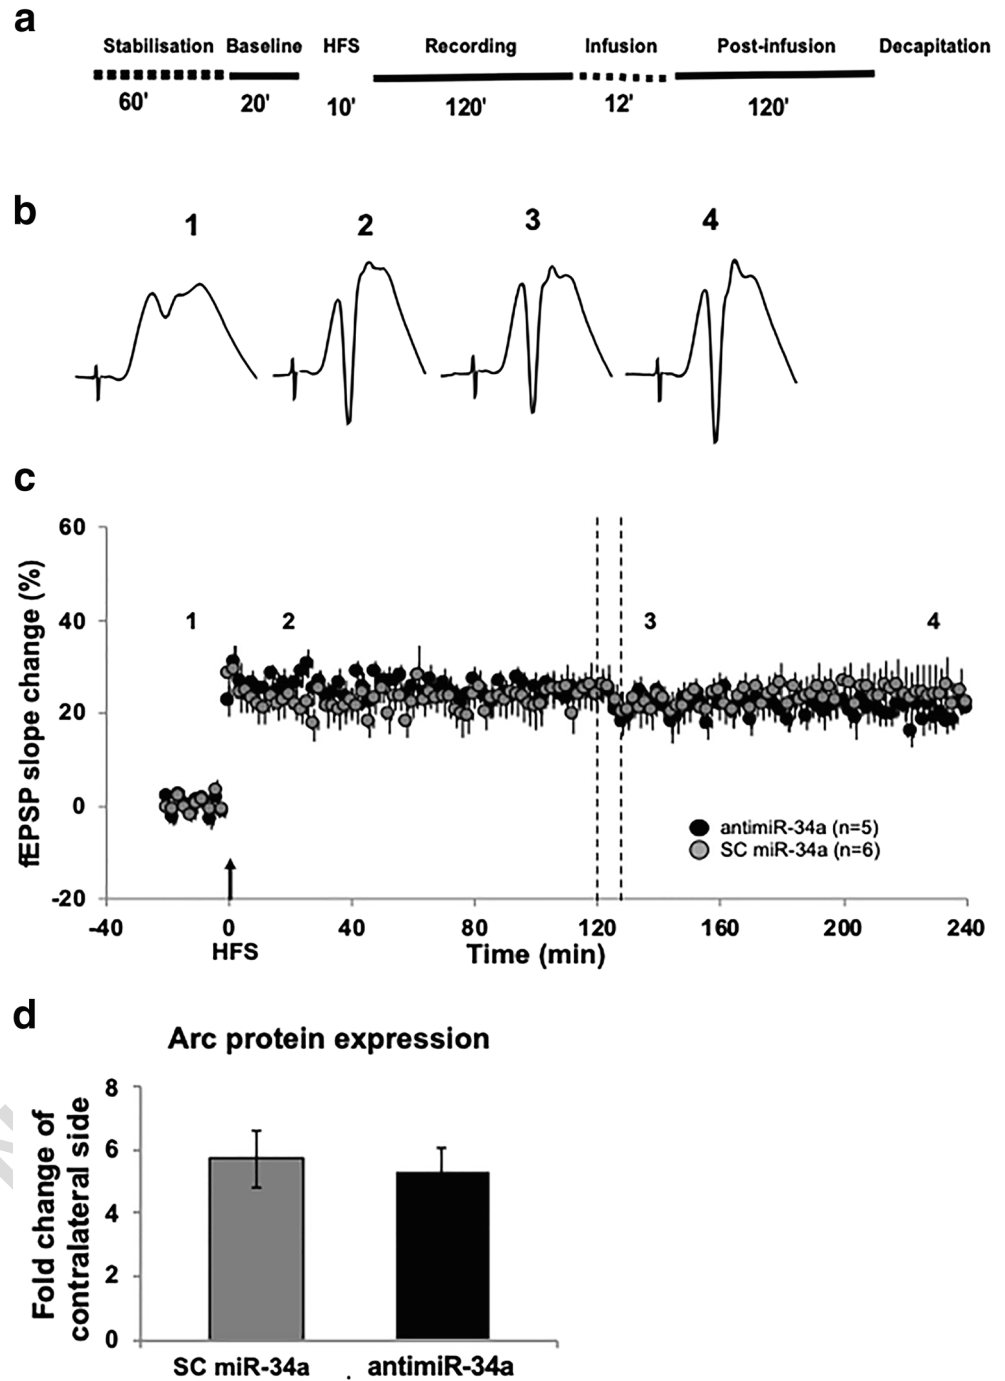 a
Stabilisation Baseline HFS Recording Infusion Post-infusion Decapitation
60' 20' 10' 120' 12' 120'
b
1 2 3 4
c
fEPSP slope change (%)
60
40
20
0
-20
1 2 3 4
antimiR-34a (n=5)
SC miR-34a (n=6)
-40 0 40 80 120 160 200 240
HFS
Time (min)
d
Arc protein expression
Fold change of
contralateral side
8
6
4
2
0
SC miR-34a . antimiR-34a